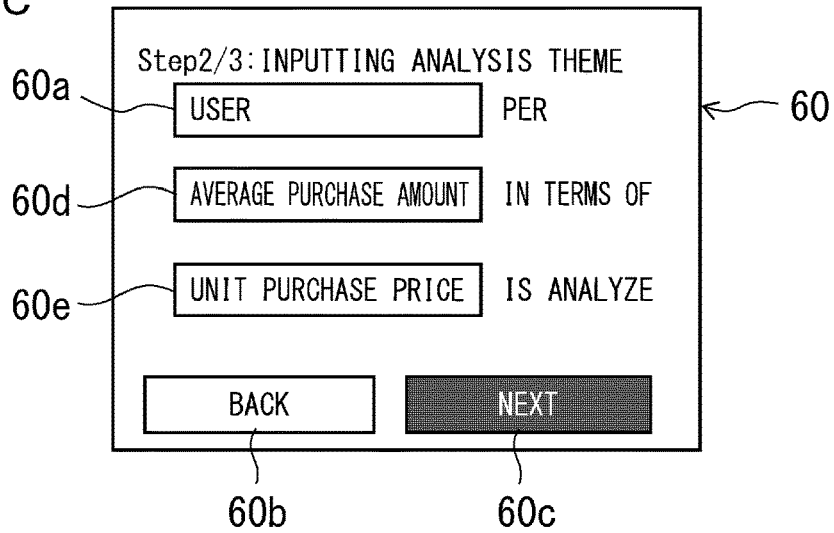 C
Step2/3:INPUTTING ANALYSIS THEME
60a USER PER 60
60d AVERAGE PURCHASE AMOUNT IN TERMS OF
60e UNIT PURCHASE PRICE IS ANALYZE
BACK NEXT
60b 60c